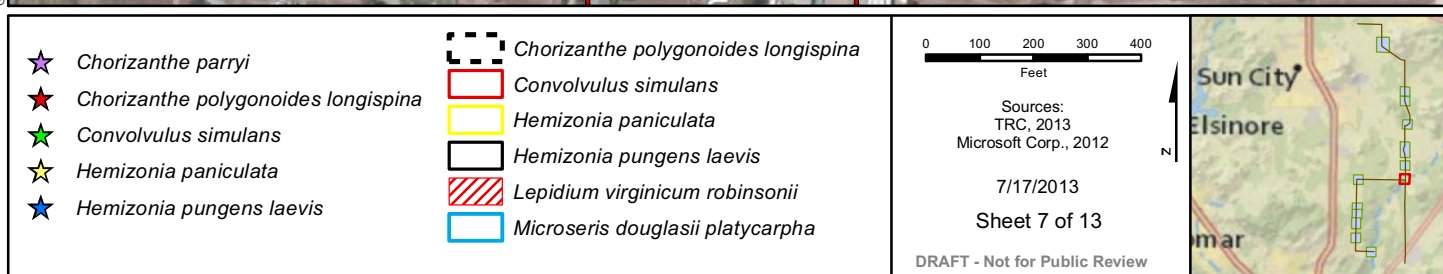 Chorizanthe parryi
Chorizanthe polygonoides longispina
Convolvulus simulans
Hemizonia paniculata
Hemizonia pungens laevis
Chorizanthe polygonoides longispina
Convolvulus simulans
Hemizonia paniculata
Hemizonia pungens laevis
Lepidium virginicum robinsonii
Microseris douglasii platycarpha
0 100 200 300 400
Feet
Sources:
TRC, 2013
Microsoft Corp., 2012
N
7/17/2013
Sheet 7 of 13
DRAFT - Not for Public Review
Sun City
Elsinore
mar